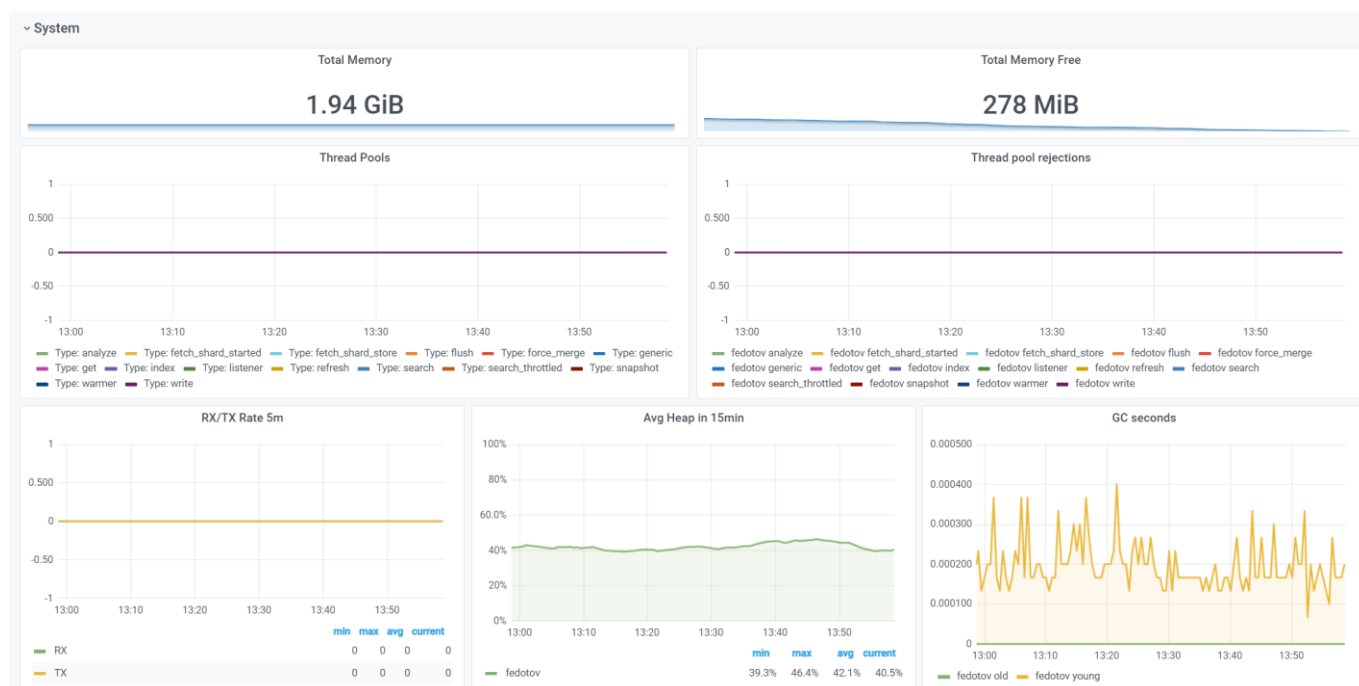 System
Total Memory
1.94 GiB
Total Memory Free
278 MiB
Thread Pools
1
0.500
0
-0.50
-1
13:00 13:10 13:20 13:30 13:40 13:50
Type: analyze Type: fetch_shard_started Type: fetch_shard_store Type: flush Type: force_merge Type: generic
Type: get Type: index Type: listener Type: refresh Type: search Type: search_throttled Type: snapshot
Type: warmer Type: write
Thread pool rejections
1
0.500
0
-0.50
-1
13:00 13:10 13:20 13:30 13:40 13:50
fedotov analyze fedotov fetch_shard_started fedotov fetch_shard_store fedotov flush fedotov force_merge
fedotov generic fedotov get fedotov index fedotov listener fedotov refresh fedotov search
fedotov search_throttled fedotov snapshot fedotov warmer fedotov write
RX/TX Rate 5m
1
0.500
0
-0.50
-1
13:00 13:10 13:20 13:30 13:40 13:50
min max avg current
RX 0 0 0 0
TX 0 0 0 0
Avg Heap in 15min
100%
80%
60.0%
40%
20%
0%
13:00 13:10 13:20 13:30 13:40 13:50
min max avg current
fedotov 39.3% 46.4% 42.1% 40.5%
GC seconds
0.000500
0.000400
0.000300
0.000200
0.000100
0
13:00 13:10 13:20 13:30 13:40 13:50
fedotov old fedotov young